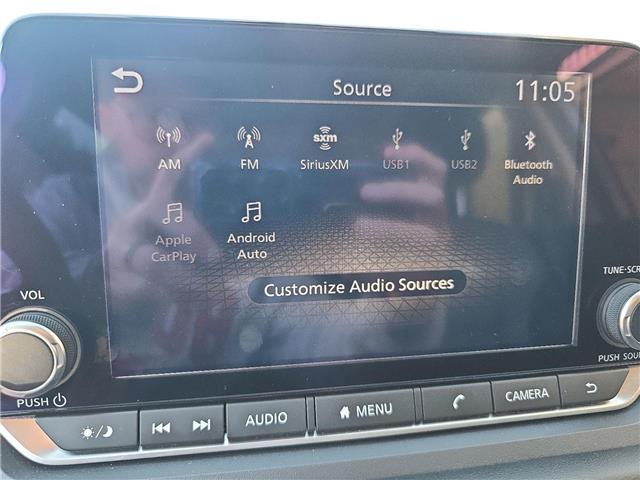 Source
11:05
AM
FM
sxm
SiriusXM
USB1
USB2
Bluetooth
Audio
Apple
CarPlay
Android
Auto
Customize Audio Sources
VOL
PUSH
TUNE·SCR
PUSH SOU
AUDIO
MENU
CAMERA